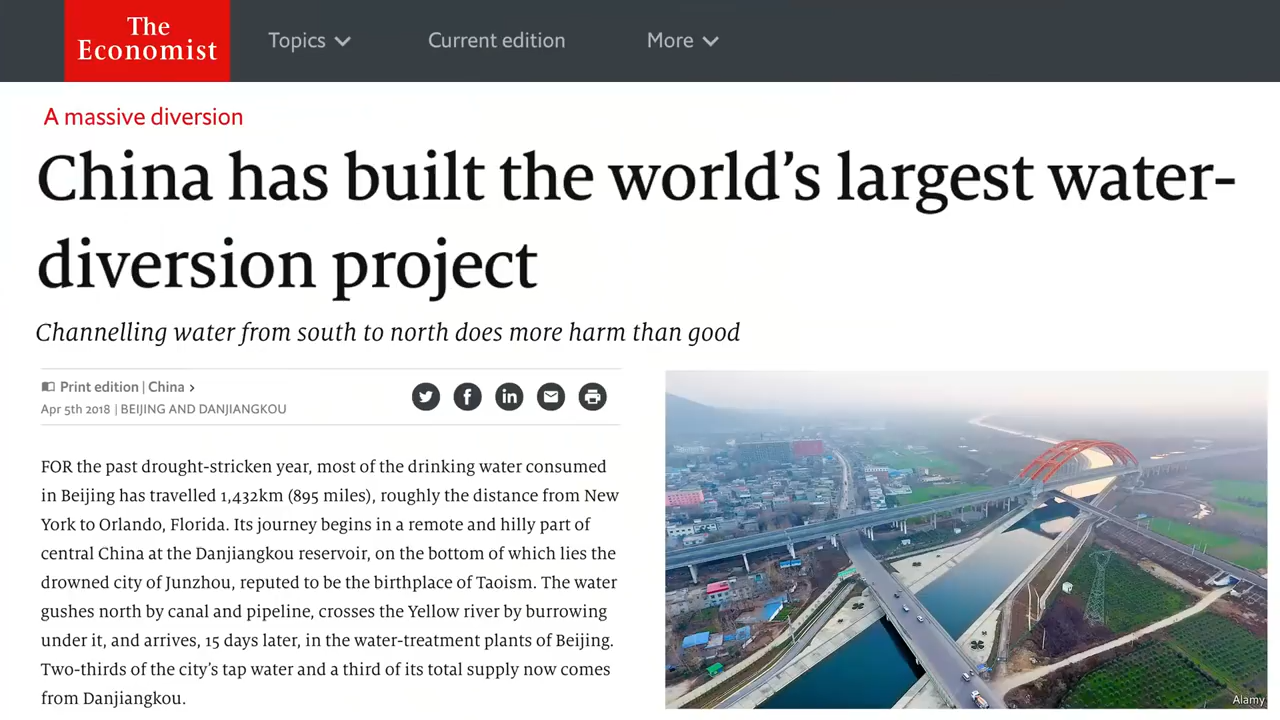 The
Economist
Topics
Current edition
More
A massive diversion
China has built the world's largest water-
diversion project
Channelling water from south to north does more harm than good
Print edition | China ›
Apr 5th 2018 | BEIJING AND DANJIANGKOU
FOR the past drought-stricken year, most of the drinking water consumed
in Beijing has travelled 1,432km (895 miles), roughly the distance from New
York to Orlando, Florida. Its journey begins in a remote and hilly part of
central China at the Danjiangkou reservoir, on the bottom of which lies the
drowned city of Junzhou, reputed to be the birthplace of Taoism. The water
gushes north by canal and pipeline, crosses the Yellow river by burrowing
under it, and arrives, 15 days later, in the water-treatment plants of Beijing.
Two-thirds of the city's tap water and a third of its total supply now comes
from Danjiangkou.
Alamy